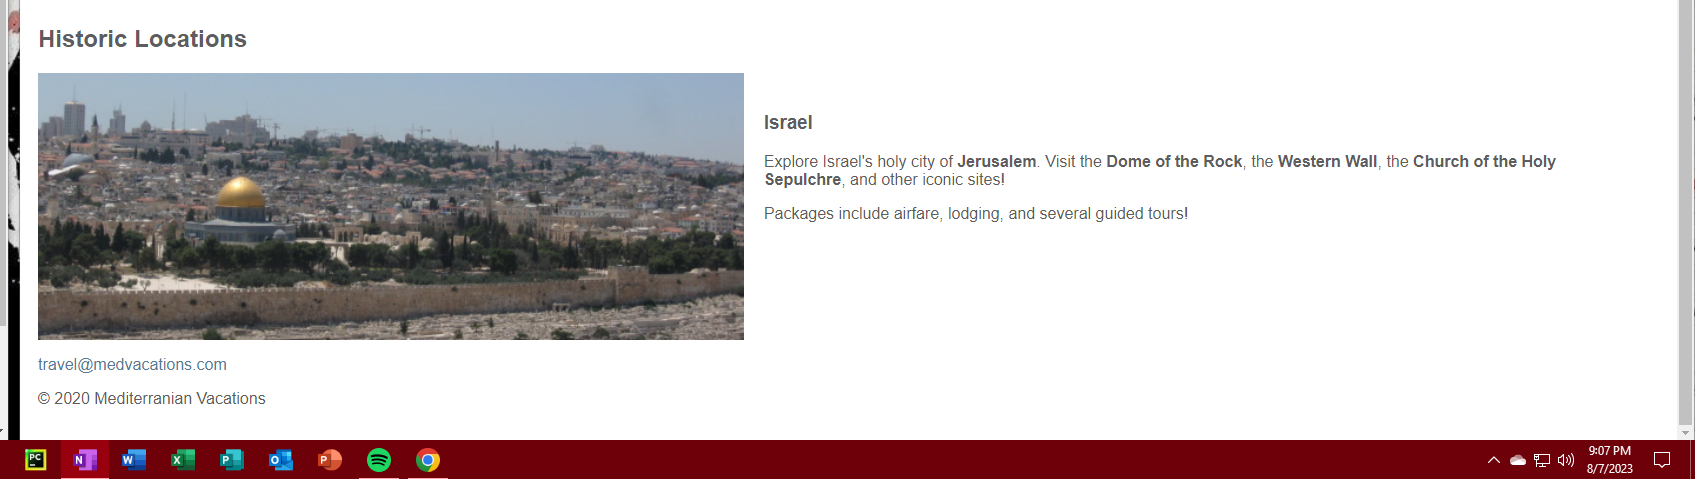 Historic Locations
Israel
Explore Israel's holy city of Jerusalem. Visit the Dome of the Rock, the Western Wall, the Church of the Holy
Sepulchre, and other iconic sites!
Packages include airfare, lodging, and several guided tours!
travel@medvacations.com
© 2020 Mediterranian Vacations
PC N W X P O P
9:07 PM
8/7/2023